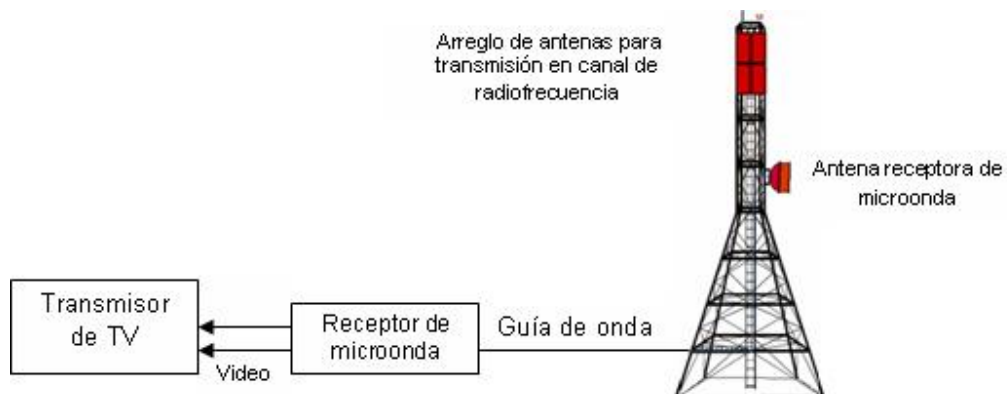 Arreglo de antenas para
transmisión en canal de
radiofrecuencia
Antena receptora de
microonda
Transmisor
de TV
Receptor de
microonda
Guía de onda
Video